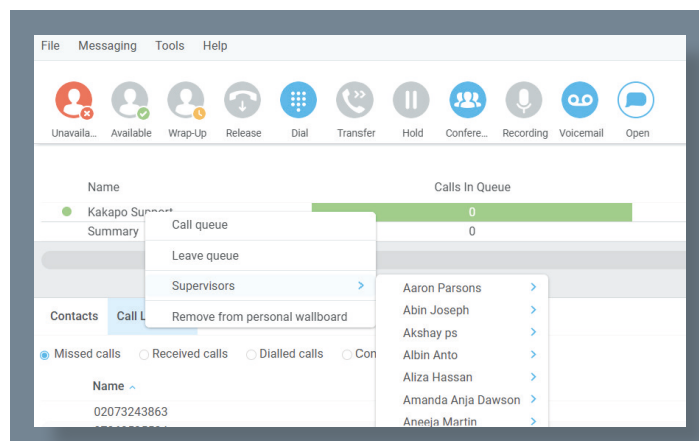 File Messaging Tools Help
Unavaila... Available Wrap-Up Release Dial Transfer Hold Confere... Recording Voicemail Open
Name Calls In Queue
Kakapo Support 0
Summary 0
Call queue
Leave queue
Supervisors
Remove from personal wallboard
Aaron Parsons
Abin Joseph
Akshay ps
Albin Anto
Aliza Hassan
Amanda Anja Dawson
Aneeja Martin
Contacts Call L
Missed calls Received calls Dialled calls Con
Name
02073243863